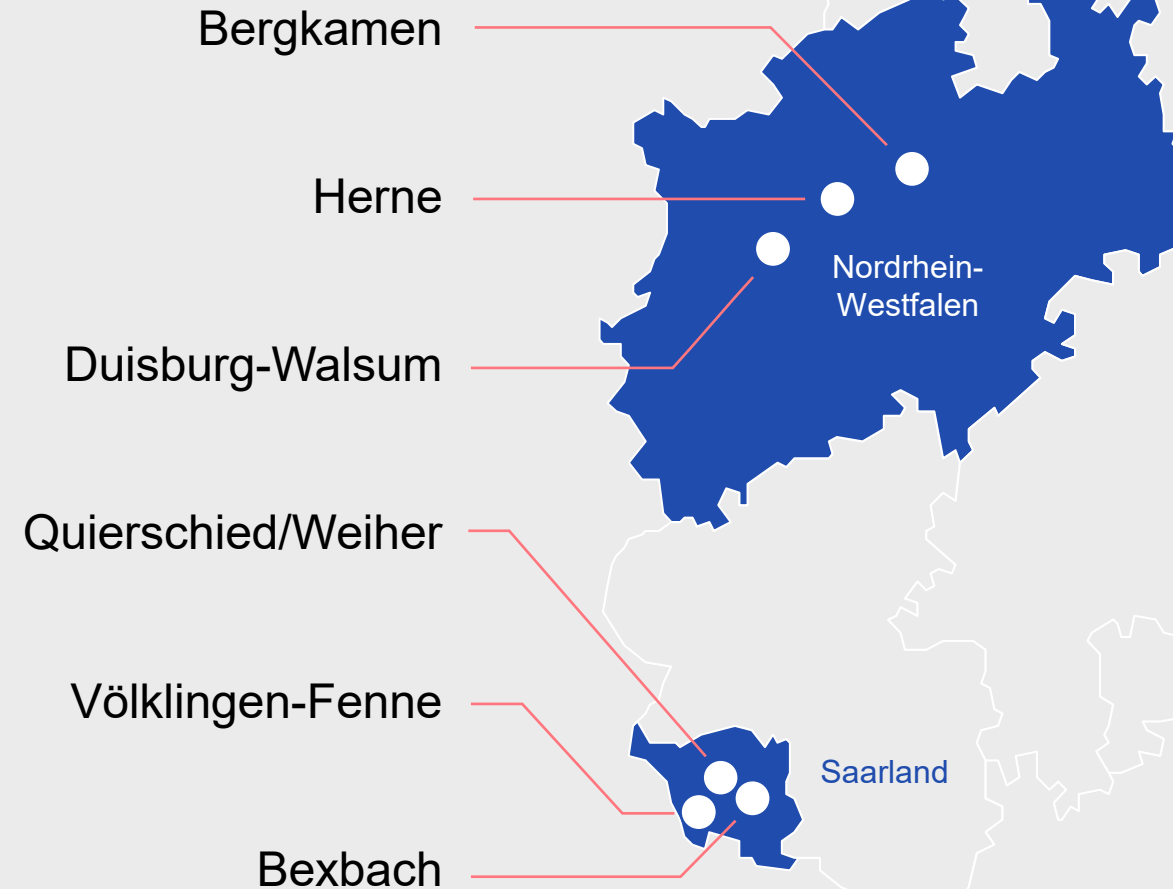 Bergkamen
Herne
Nordrhein-
Westfalen
Duisburg-Walsum
Quierschied/Weiher
Völklingen-Fenne
Saarland
Bexbach